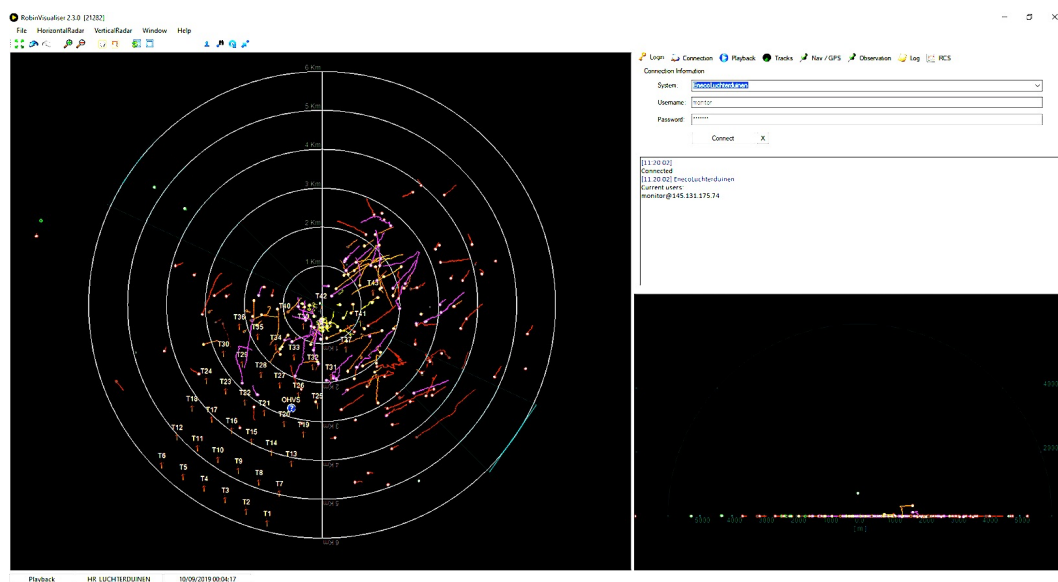 RobinVisualiser 2.3.0 [21282]
File HorizontalRadar VerticalRadar Window Help
Login Connection Playback Tracks Nav / GPS Observation Log RCS
Connection Information
System: EnecoLuchterduinen
Username: monitor
Password: *******
Connect X
[11:20:02]
Connected
[11:20:02] EnecoLuchterduinen
Current users:
monitor@145.131.175.74
6 Km
5 Km
4 Km
3 Km
2 Km
1 Km
T43
T42
T40
T41
T36
T35
T34
T37
T30
T33
T29
T32
T28
T31
T24
T27
T23
T26
T22
T25
T18
OHVS
T21
T17
T20
T16
T19
T12
T15
T11
T14
T10
T13
T6
T9
T5
T8
T4
T7
T3
T2
T1
4000
2000
5000 4000 3000 2000 1000 0.0 1000 2000 3000 4000 5000
[m]
Playback HR LUCHTERDUINEN 10/09/2019 00:04:17